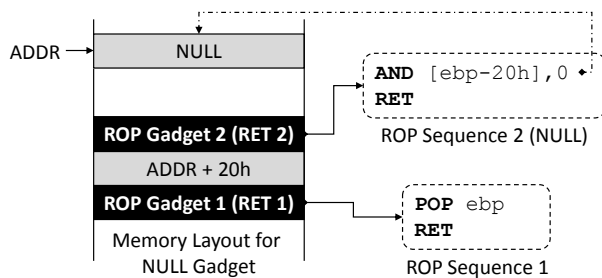 ADDR
NULL
AND [ebp-20h],0
RET
ROP Sequence 2 (NULL)
ROP Gadget 2 (RET 2)
ADDR + 20h
ROP Gadget 1 (RET 1)
POP ebp
RET
ROP Sequence 1
Memory Layout for
NULL Gadget